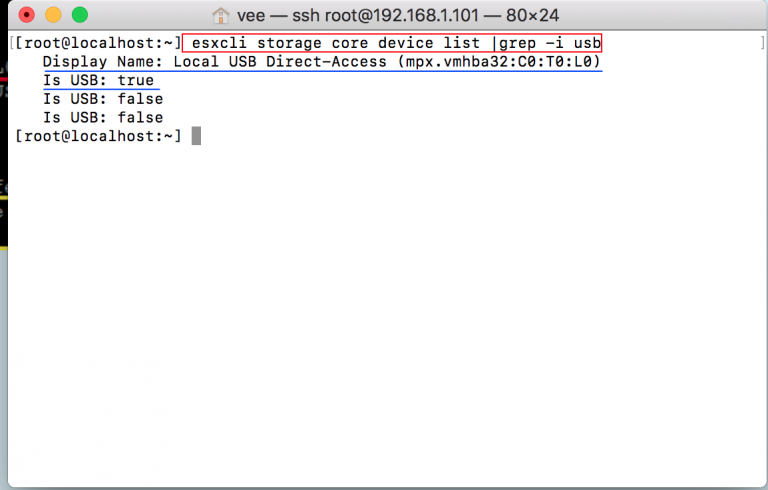 vee — ssh root@192.168.1.101 — 80×24
[[root@localhost:~] esxcli storage core device list |grep -i usb ]
Display Name: Local USB Direct-Access (mpx.vmhba32:C0:T0:L0)
Is USB: true
Is USB: false
Is USB: false
[root@localhost:~]